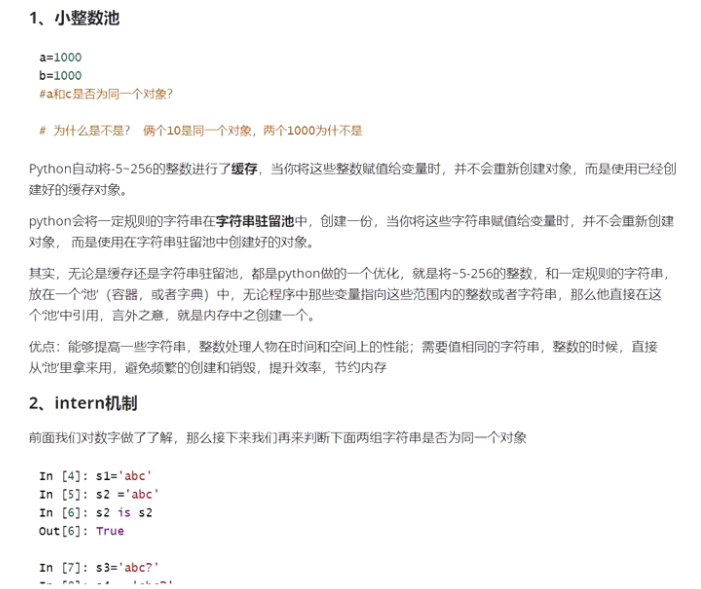 1、小整数池
a=1000
b=1000
#a和c是否为同一个对象?
# 为什么是不是? 俩个10是同一个对象，两个1000为什不是
Python自动将-5~256的整数进行了缓存，当你将这些整数赋值给变量时，并不会重新创建对象，而是使用已经创
建好的缓存对象。
python会将一定规则的字符串在字符串驻留池中，创建一份，当你将这些字符串赋值给变量时，并不会重新创建
对象， 而是使用在字符串驻留池中创建好的对象。
其实，无论是缓存还是字符串驻留池，都是python做的一个优化，就是将~5-256的整数，和一定规则的字符串，
放在一个‘池’（容器，或者字典）中，无论程序中那些变量指向这些范围内的整数或者字符串，那么他直接在这
个‘池’中引用，言外之意，就是内存中之创建一个。
优点：能够提高一些字符串，整数处理人物在时间和空间上的性能；需要值相同的字符串，整数的时候，直接
从‘池’里拿来用，避免频繁的创建和销毁，提升效率，节约内存
2、intern机制
前面我们对数字做了了解，那么接下来我们再来判断下面两组字符串是否为同一个对象
In [4]: s1='abc'
In [5]: s2 ='abc'
In [6]: s2 is s2
Out[6]: True
In [7]: s3='abc?'